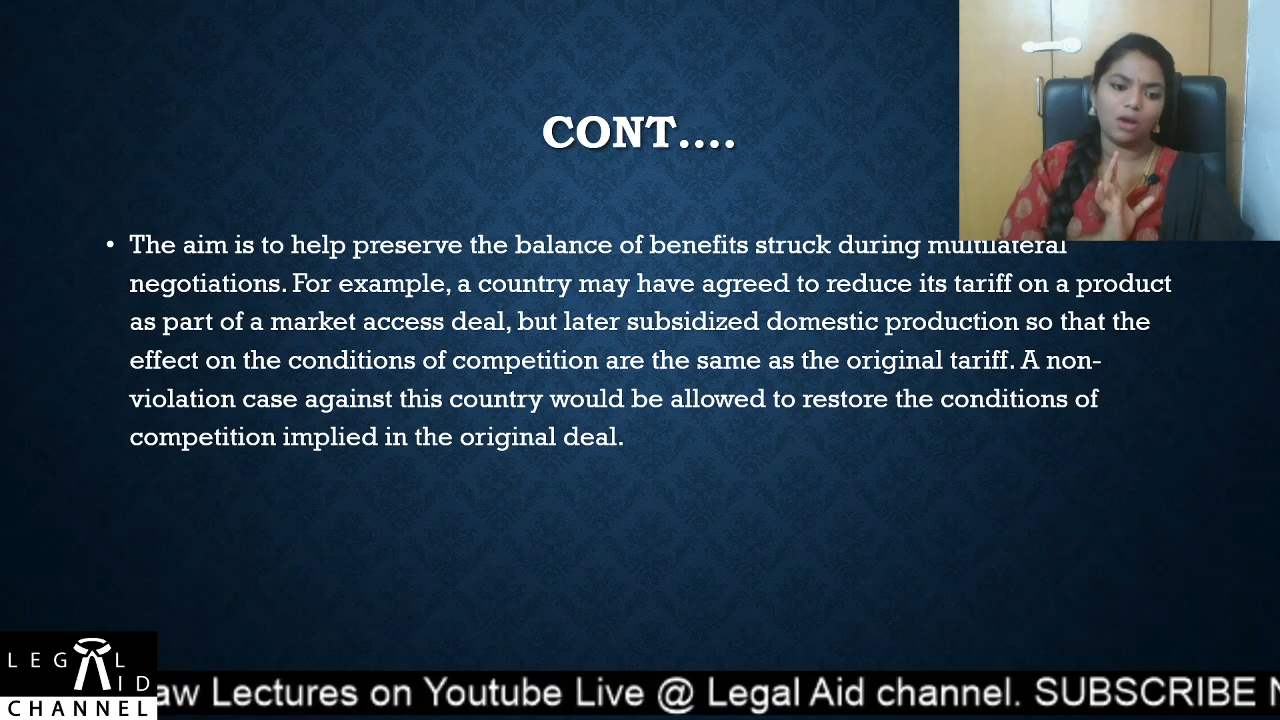 CONT....
• The aim is to help preserve the balance of benefits struck during multilateral
negotiations. For example, a country may have agreed to reduce its tariff on a product
as part of a market access deal, but later subsidized domestic production so that the
effect on the conditions of competition are the same as the original tariff. A non-
violation case against this country would be allowed to restore the conditions of
competition implied in the original deal.
LEGAL
AID
CHANNEL
aw Lectures on Youtube Live @ Legal Aid channel. SUBSCRIBE